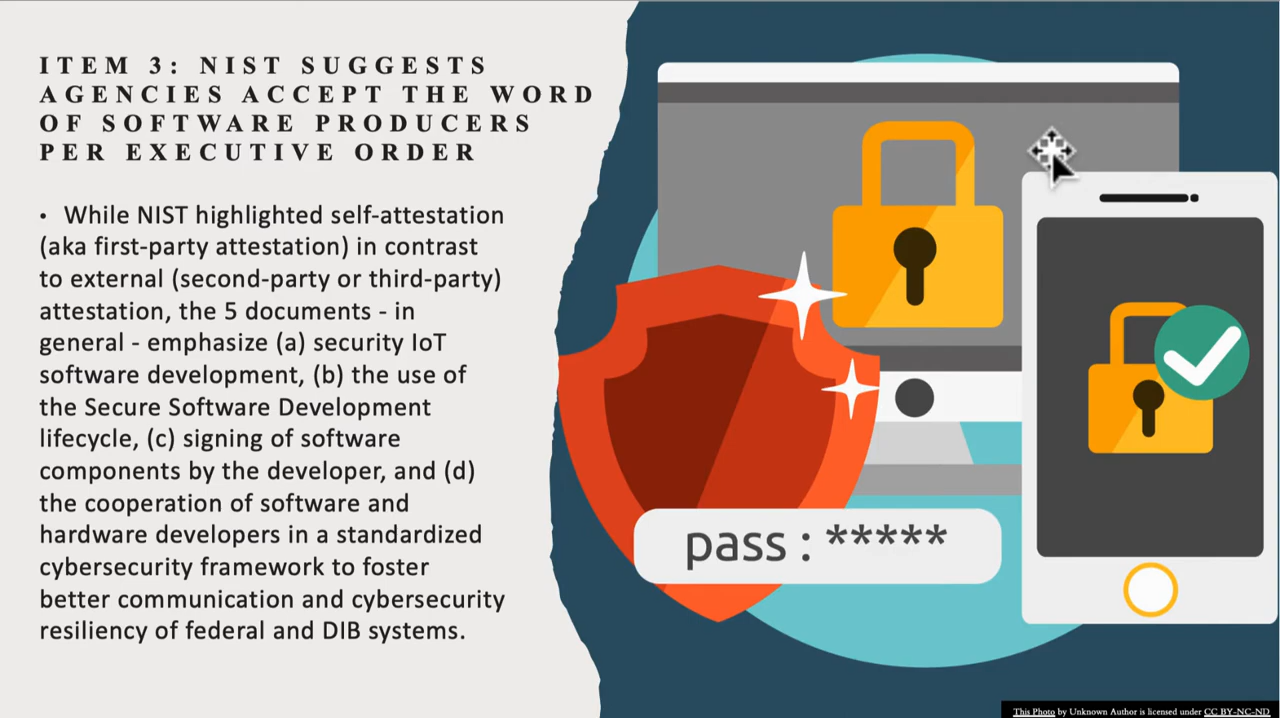 ITEM 3: NIST SUGGESTS
AGENCIES ACCEPT THE WORD
OF SOFTWARE PRODUCERS
PER EXECUTIVE ORDER
• While NIST highlighted self-attestation
(aka first-party attestation) in contrast
to external (second-party or third-party)
attestation, the 5 documents - in
general - emphasize (a) security IoT
software development, (b) the use of
the Secure Software Development
lifecycle, (c) signing of software
components by the developer, and (d)
the cooperation of software and
hardware developers in a standardized
cybersecurity framework to foster
better communication and cybersecurity
resiliency of federal and DIB systems.
pass : *****
This Photo by Unknown Author is licensed under CC BY-NC-ND